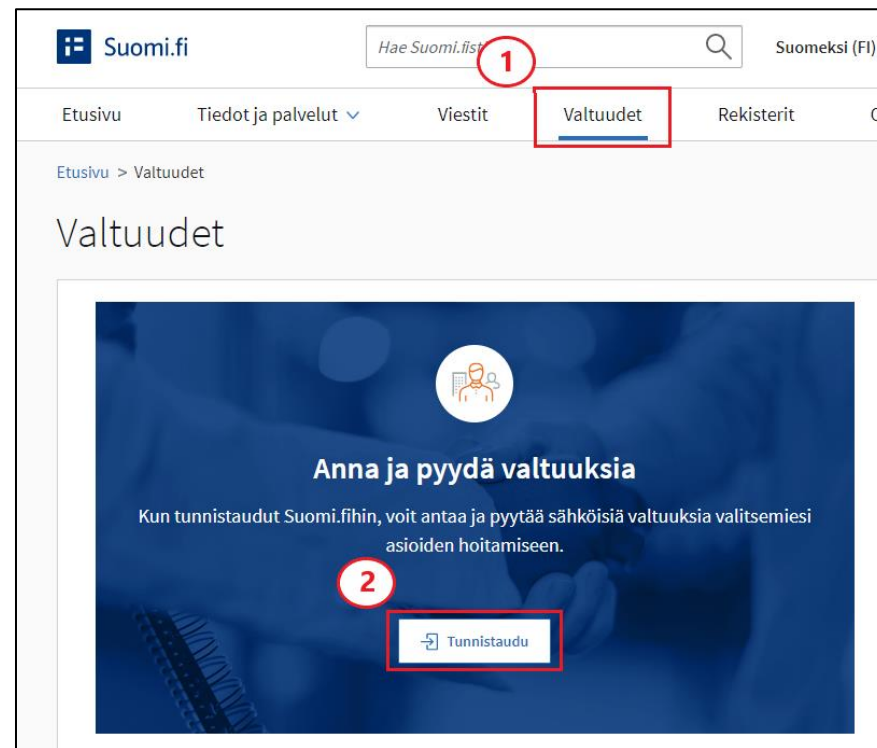 Suomi.fi
Hae Suomi.fist
1
Suomeksi (FI)
Etusivu Tiedot ja palvelut Viestit Valtuudet Rekisterit
Etusivu > Valtuudet
Valtuudet
Anna ja pyydä valtuuksia
Kun tunnistaudut Suomi.fihin, voit antaa ja pyytää sähköisiä valtuuksia valitsemiesi
asioiden hoitamiseen.
2
Tunnistaudu